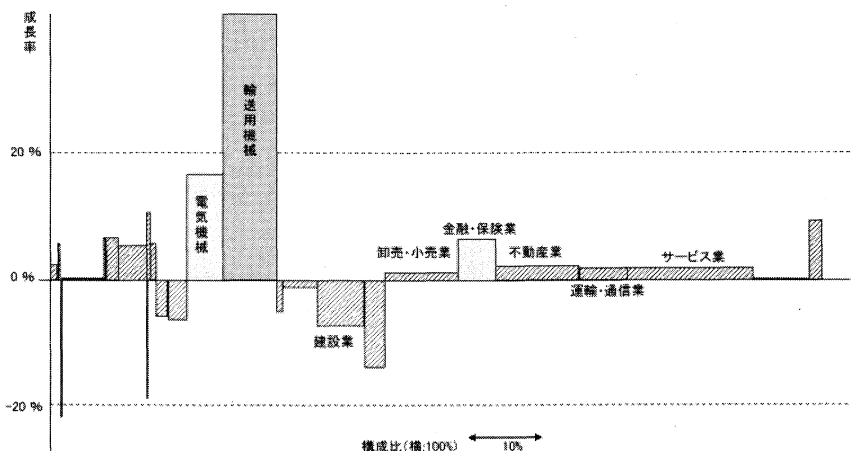 成長率
輸送用機械
20 %
電気機械
金融・保険業
卸売・小売業
不動産業
サービス業
0 %
運輸・通信業
建設業
-20 %
構成比(横:100%)
10%